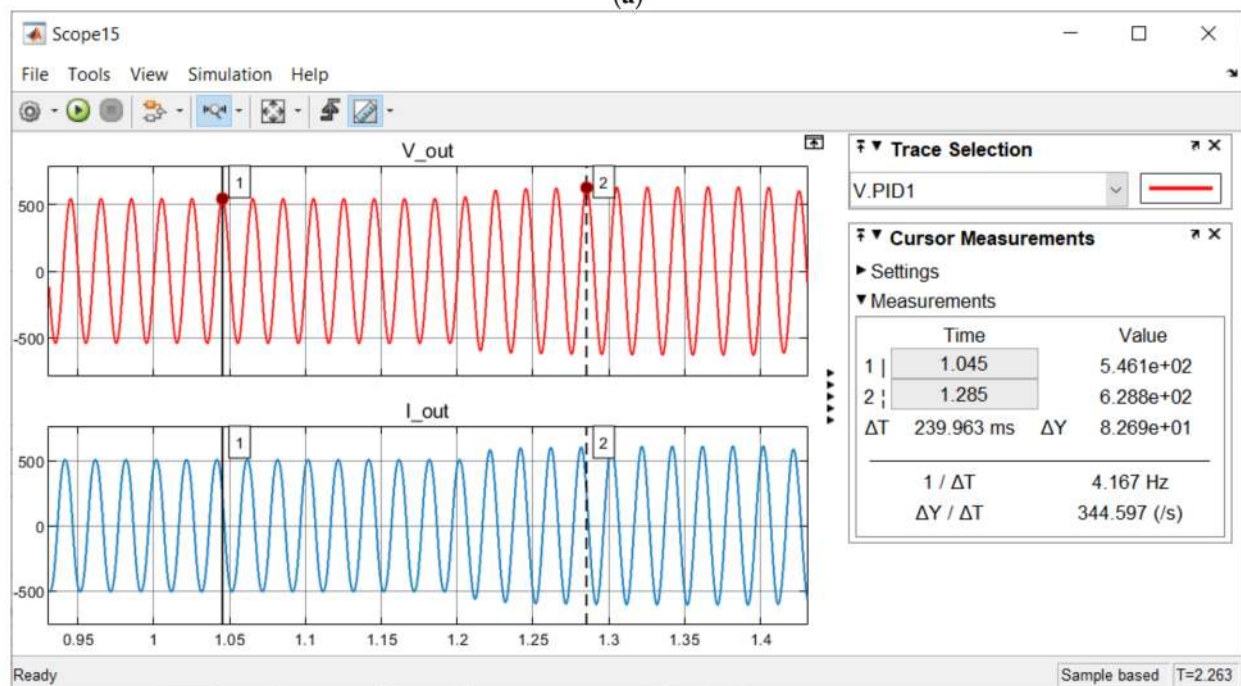 (a)
Scope15
File Tools View Simulation Help
V_out
1
2
500
0
-500
I_out
1
2
500
0
-500
0.95 1 1.05 1.1 1.15 1.2 1.25 1.3 1.35 1.4
Trace Selection
V.PID1
Cursor Measurements
Settings
Measurements
Time Value
1 | 1.045 5.461e+02
2 ¦ 1.285 6.288e+02
ΔT 239.963 ms ΔY 8.269e+01
1 / ΔT 4.167 Hz
ΔY / ΔT 344.597 (/s)
Ready Sample based T=2.263